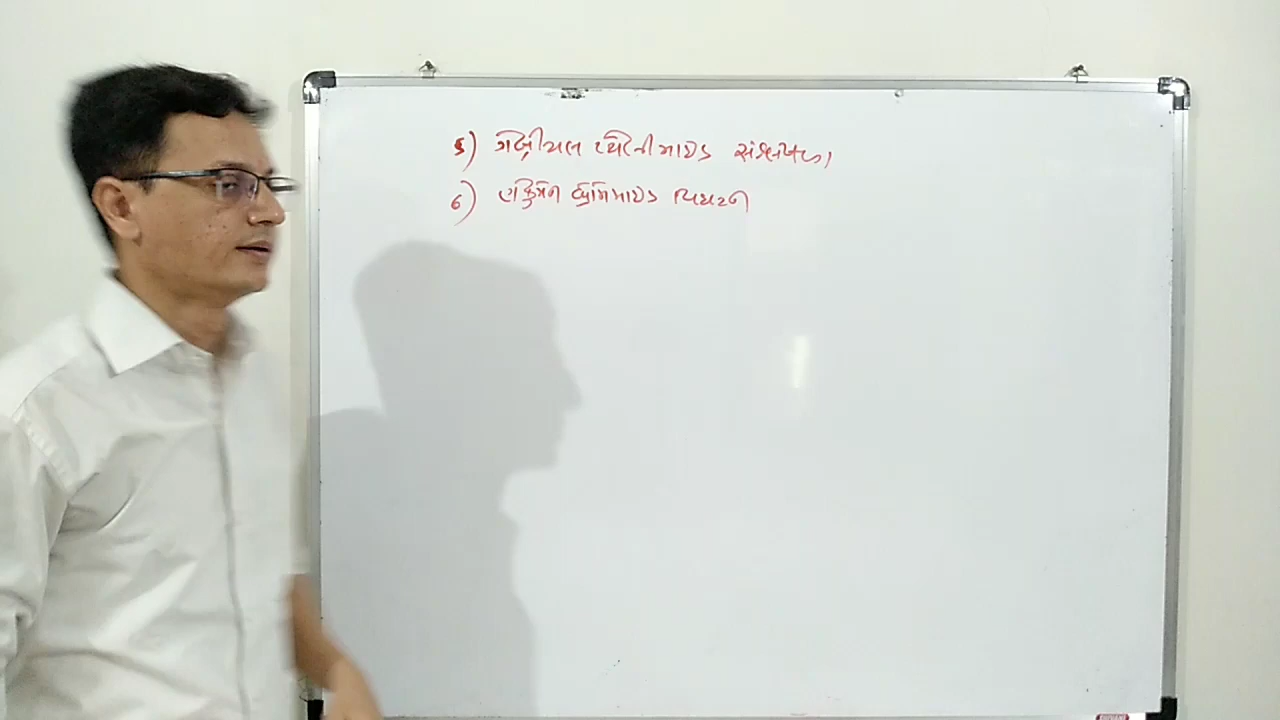 5) ગેબ્રીયલ થેલીમાઇડ સંશ્લેષણ
6) હોફમેન બ્રોમામાઇડ વિઘટન